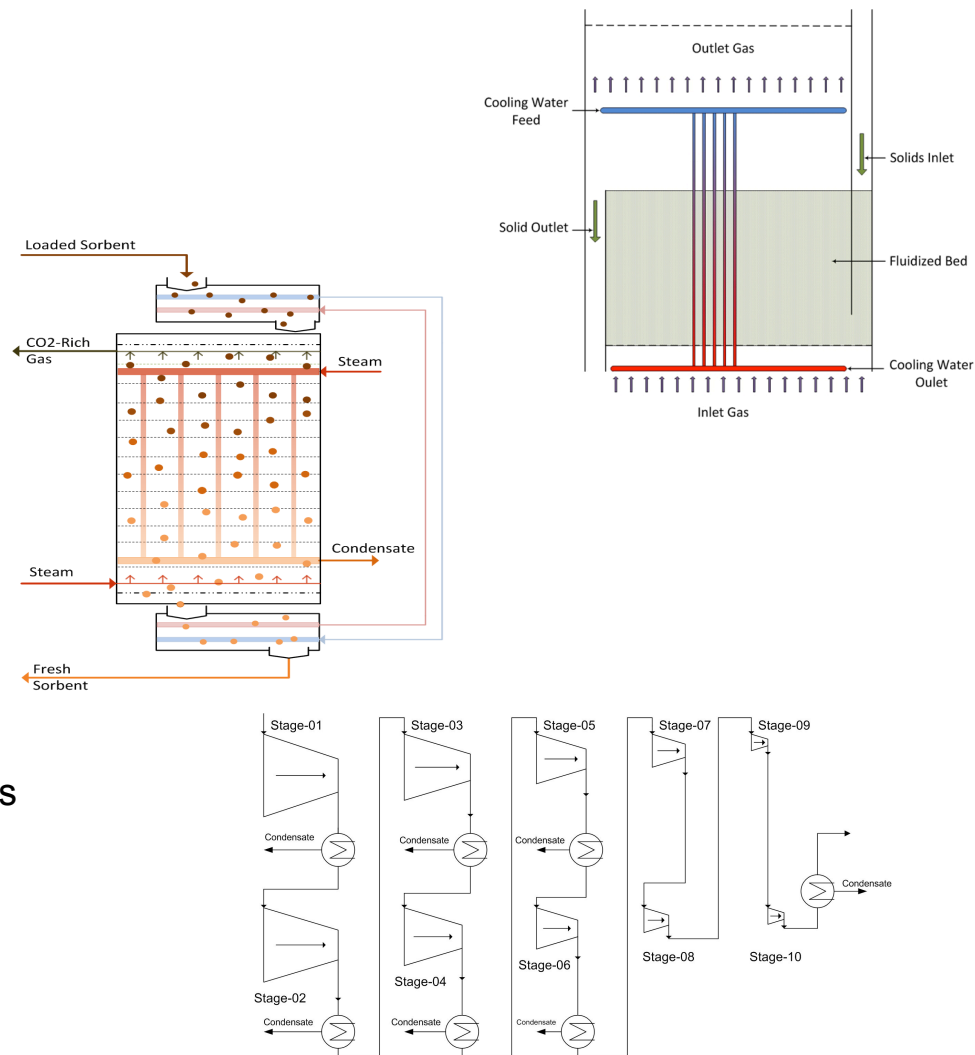 Outlet Gas
Cooling Water
Feed
Solids Inlet
Solid Outlet
Fluidized Bed
Cooling Water
Oulet
Inlet Gas
Loaded Sorbent
CO2-Rich
Gas
Steam
Condensate
Steam
Fresh
Sorbent
s
Stage-01
Stage-03
Stage-05
Stage-07
Stage-09
Condensate
Condensate
Condensate
Condensate
Stage-02
Stage-04
Stage-06
Stage-08
Stage-10
Condensate
Condensate
Condensate